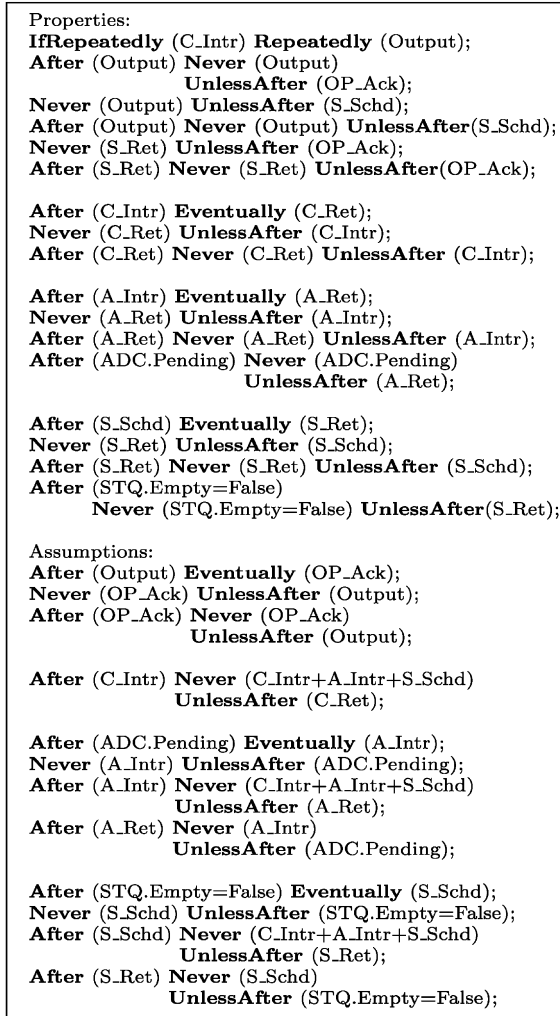 Properties:
IfRepeatedly (C_Intr) Repeatedly (Output);
After (Output) Never (Output)
UnlessAfter (OP_Ack);
Never (Output) UnlessAfter (S_Schd);
After (Output) Never (Output) UnlessAfter(S_Schd);
Never (S_Ret) UnlessAfter (OP_Ack);
After (S_Ret) Never (S_Ret) UnlessAfter(OP_Ack);
After (C_Intr) Eventually (C_Ret);
Never (C_Ret) UnlessAfter (C_Intr);
After (C_Ret) Never (C_Ret) UnlessAfter (C_Intr);
After (A_Intr) Eventually (A_Ret);
Never (A_Ret) UnlessAfter (A_Intr);
After (A_Ret) Never (A_Ret) UnlessAfter (A_Intr);
After (ADC.Pending) Never (ADC.Pending)
UnlessAfter (A_Ret);
After (S_Schd) Eventually (S_Ret);
Never (S_Ret) UnlessAfter (S_Schd);
After (S_Ret) Never (S_Ret) UnlessAfter (S_Schd);
After (STQ.Empty=False)
Never (STQ.Empty=False) UnlessAfter(S_Ret);
Assumptions:
After (Output) Eventually (OP_Ack);
Never (OP_Ack) UnlessAfter (Output);
After (OP_Ack) Never (OP_Ack)
UnlessAfter (Output);
After (C_Intr) Never (C_Intr+A_Intr+S_Schd)
UnlessAfter (C_Ret);
After (ADC.Pending) Eventually (A_Intr);
Never (A_Intr) UnlessAfter (ADC.Pending);
After (A_Intr) Never (C_Intr+A_Intr+S_Schd)
UnlessAfter (A_Ret);
After (A_Ret) Never (A_Intr)
UnlessAfter (ADC.Pending);
After (STQ.Empty=False) Eventually (S_Schd);
Never (S_Schd) UnlessAfter (STQ.Empty=False);
After (S_Schd) Never (C_Intr+A_Intr+S_Schd)
UnlessAfter (S_Ret);
After (S_Ret) Never (S_Schd)
UnlessAfter (STQ.Empty=False);